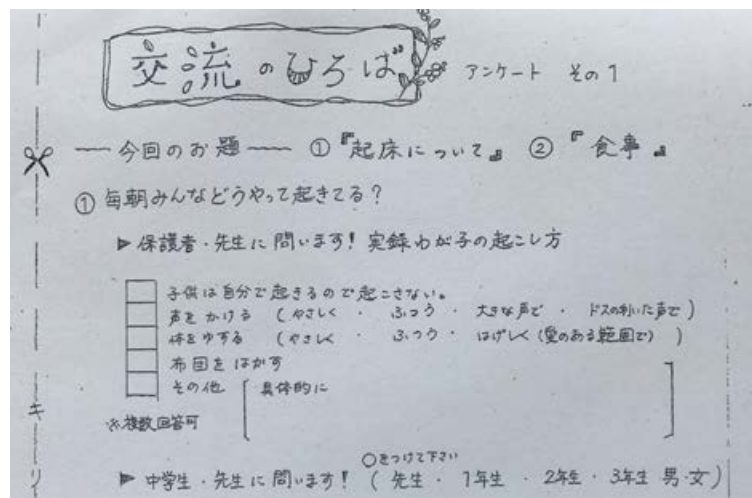 交流のひろば アンケート その1
今回のお題 ①『起床について』 ②『食事』
① 毎朝みんなどうやって起きてる?
▶ 保護者・先生に問います! 実録わが子の起こし方
子供は自分で起きるので起こさない。
声をかける (やさしく ・ ふつう ・ 大きな声で ・ ドスの利いた声で)
体をゆする (やさしく ・ ふつう ・ はげしく(愛のある範囲で) )
布団をはがす
その他 [具体的に ]
※複数回答可
○をつけて下さい
▶ 中学生・先生に問います! (先生・1年生・2年生・3年生 男・女)
キリ